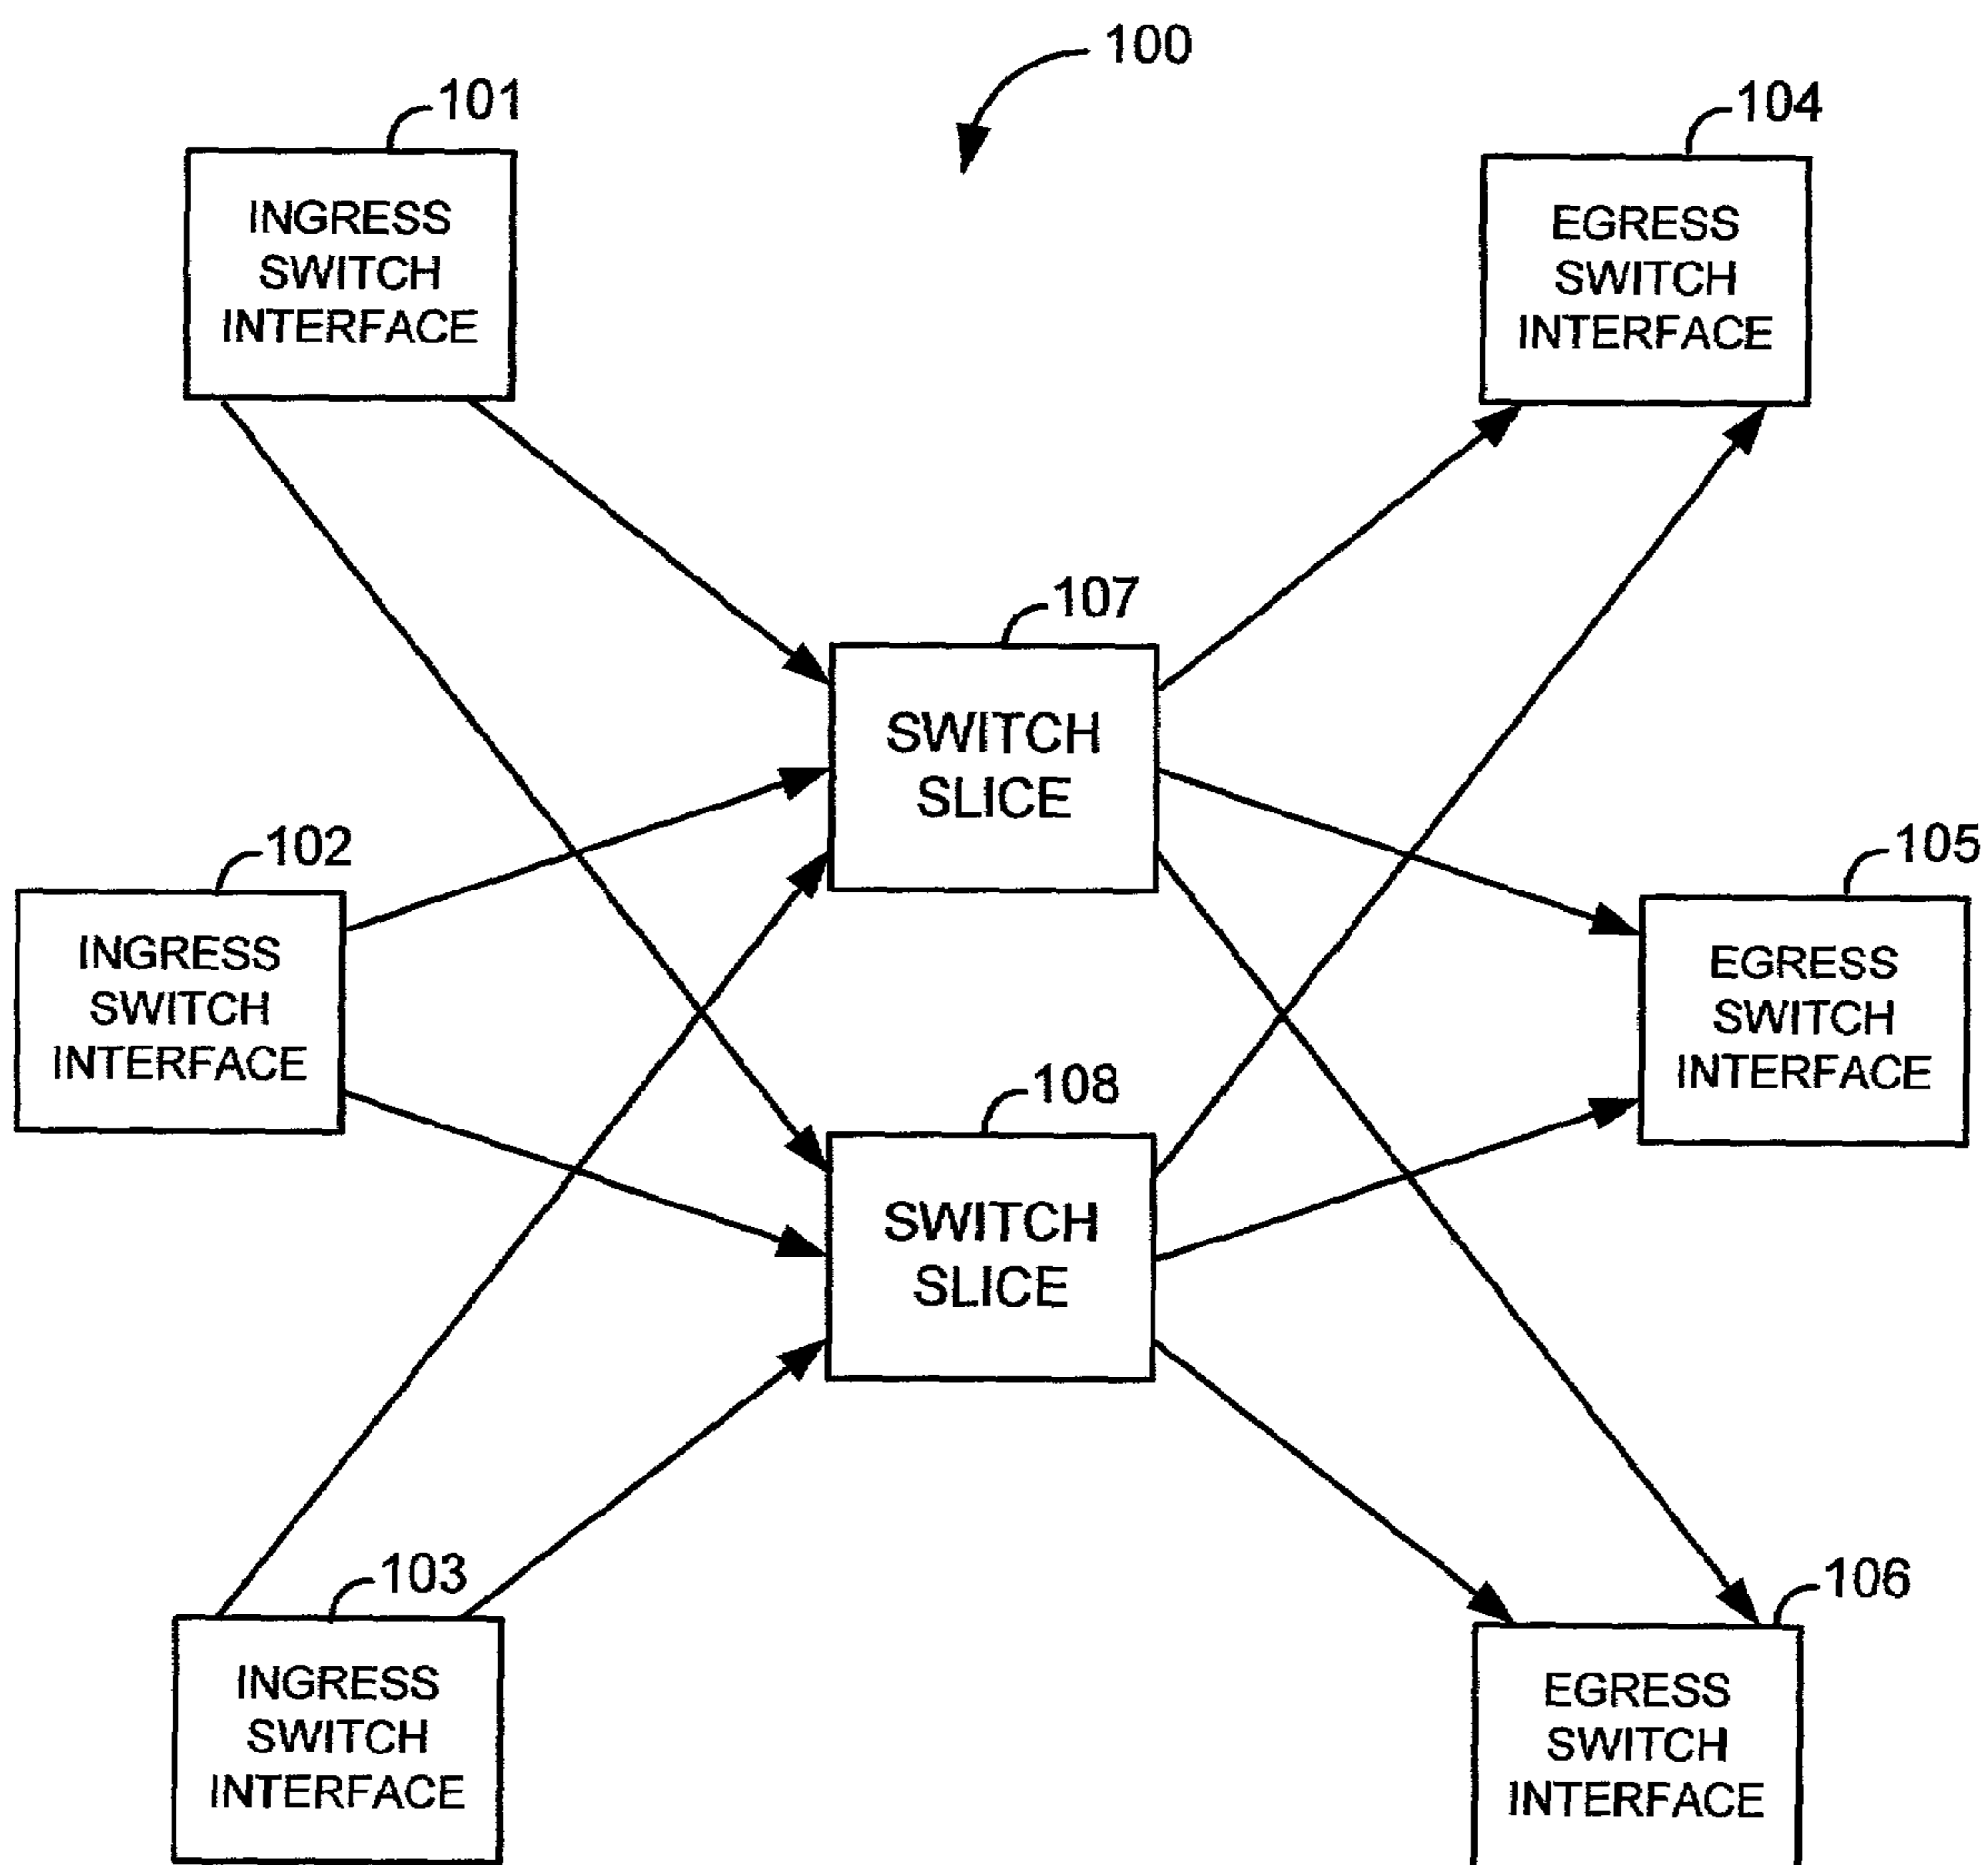 100
101
INGRESS
SWITCH
INTERFACE
104
EGRESS
SWITCH
INTERFACE
107
SWITCH
SLICE
102
INGRESS
SWITCH
INTERFACE
105
EGRESS
SWITCH
INTERFACE
108
SWITCH
SLICE
103
INGRESS
SWITCH
INTERFACE
106
EGRESS
SWITCH
INTERFACE